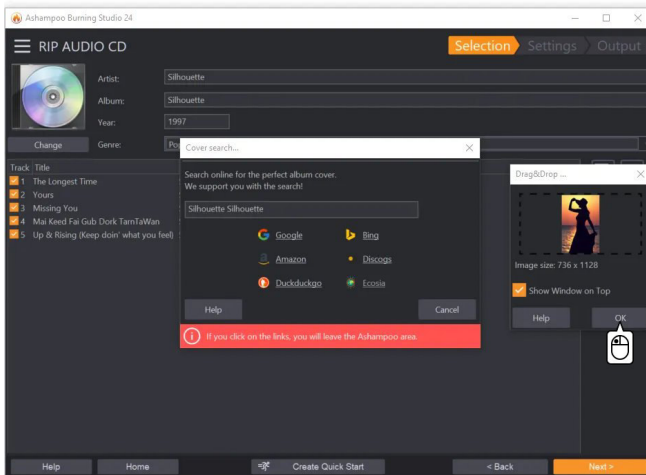 Ashampoo Burning Studio 24
RIP AUDIO CD
Selection Settings Output
Artist: Silhouette
Album: Silhouette
Year: 1997
Change Genre:
Cover search...
Search online for the perfect album cover.
We support you with the search!
Silhouette Silhouette
Google Bing
Amazon Discogs
Duckduckgo Ecosia
Help Cancel
If you click on the links, you will leave the Ashampoo area.
Track Title
1 The Longest Time
2 Yours
3 Missing You
4 Mai Keed Fai Gub Dork TarnTaWan
5 Up & Rising (Keep doin' what you feel)
Drag&Drop ...
Image size: 736 x 1128
Show Window on Top
Help OK
Help Home Create Quick Start < Back Next >